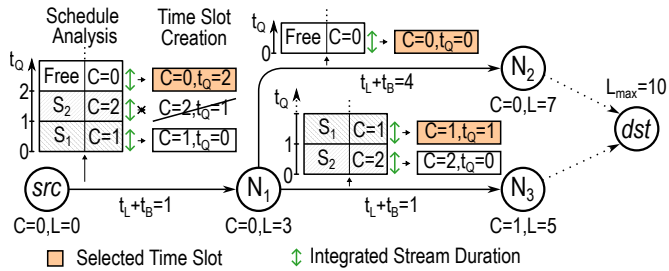 Schedule Analysis
Time Slot Creation
t_Q
2
1
0
Free C=0
S_2 C=2
S_1 C=1
C=0,t_Q=2
C=2,t_Q=1
C=1,t_Q=0
t_Q
0
Free C=0
C=0,t_Q=0
t_L+t_B=4
t_Q
1
0
S_1 C=1
S_2 C=2
C=1,t_Q=1
C=2,t_Q=0
src
C=0,L=0
t_L+t_B=1
N_1
C=0,L=3
t_L+t_B=1
N_2
C=0,L=7
N_3
C=1,L=5
L_max=10
dst
Selected Time Slot
Integrated Stream Duration